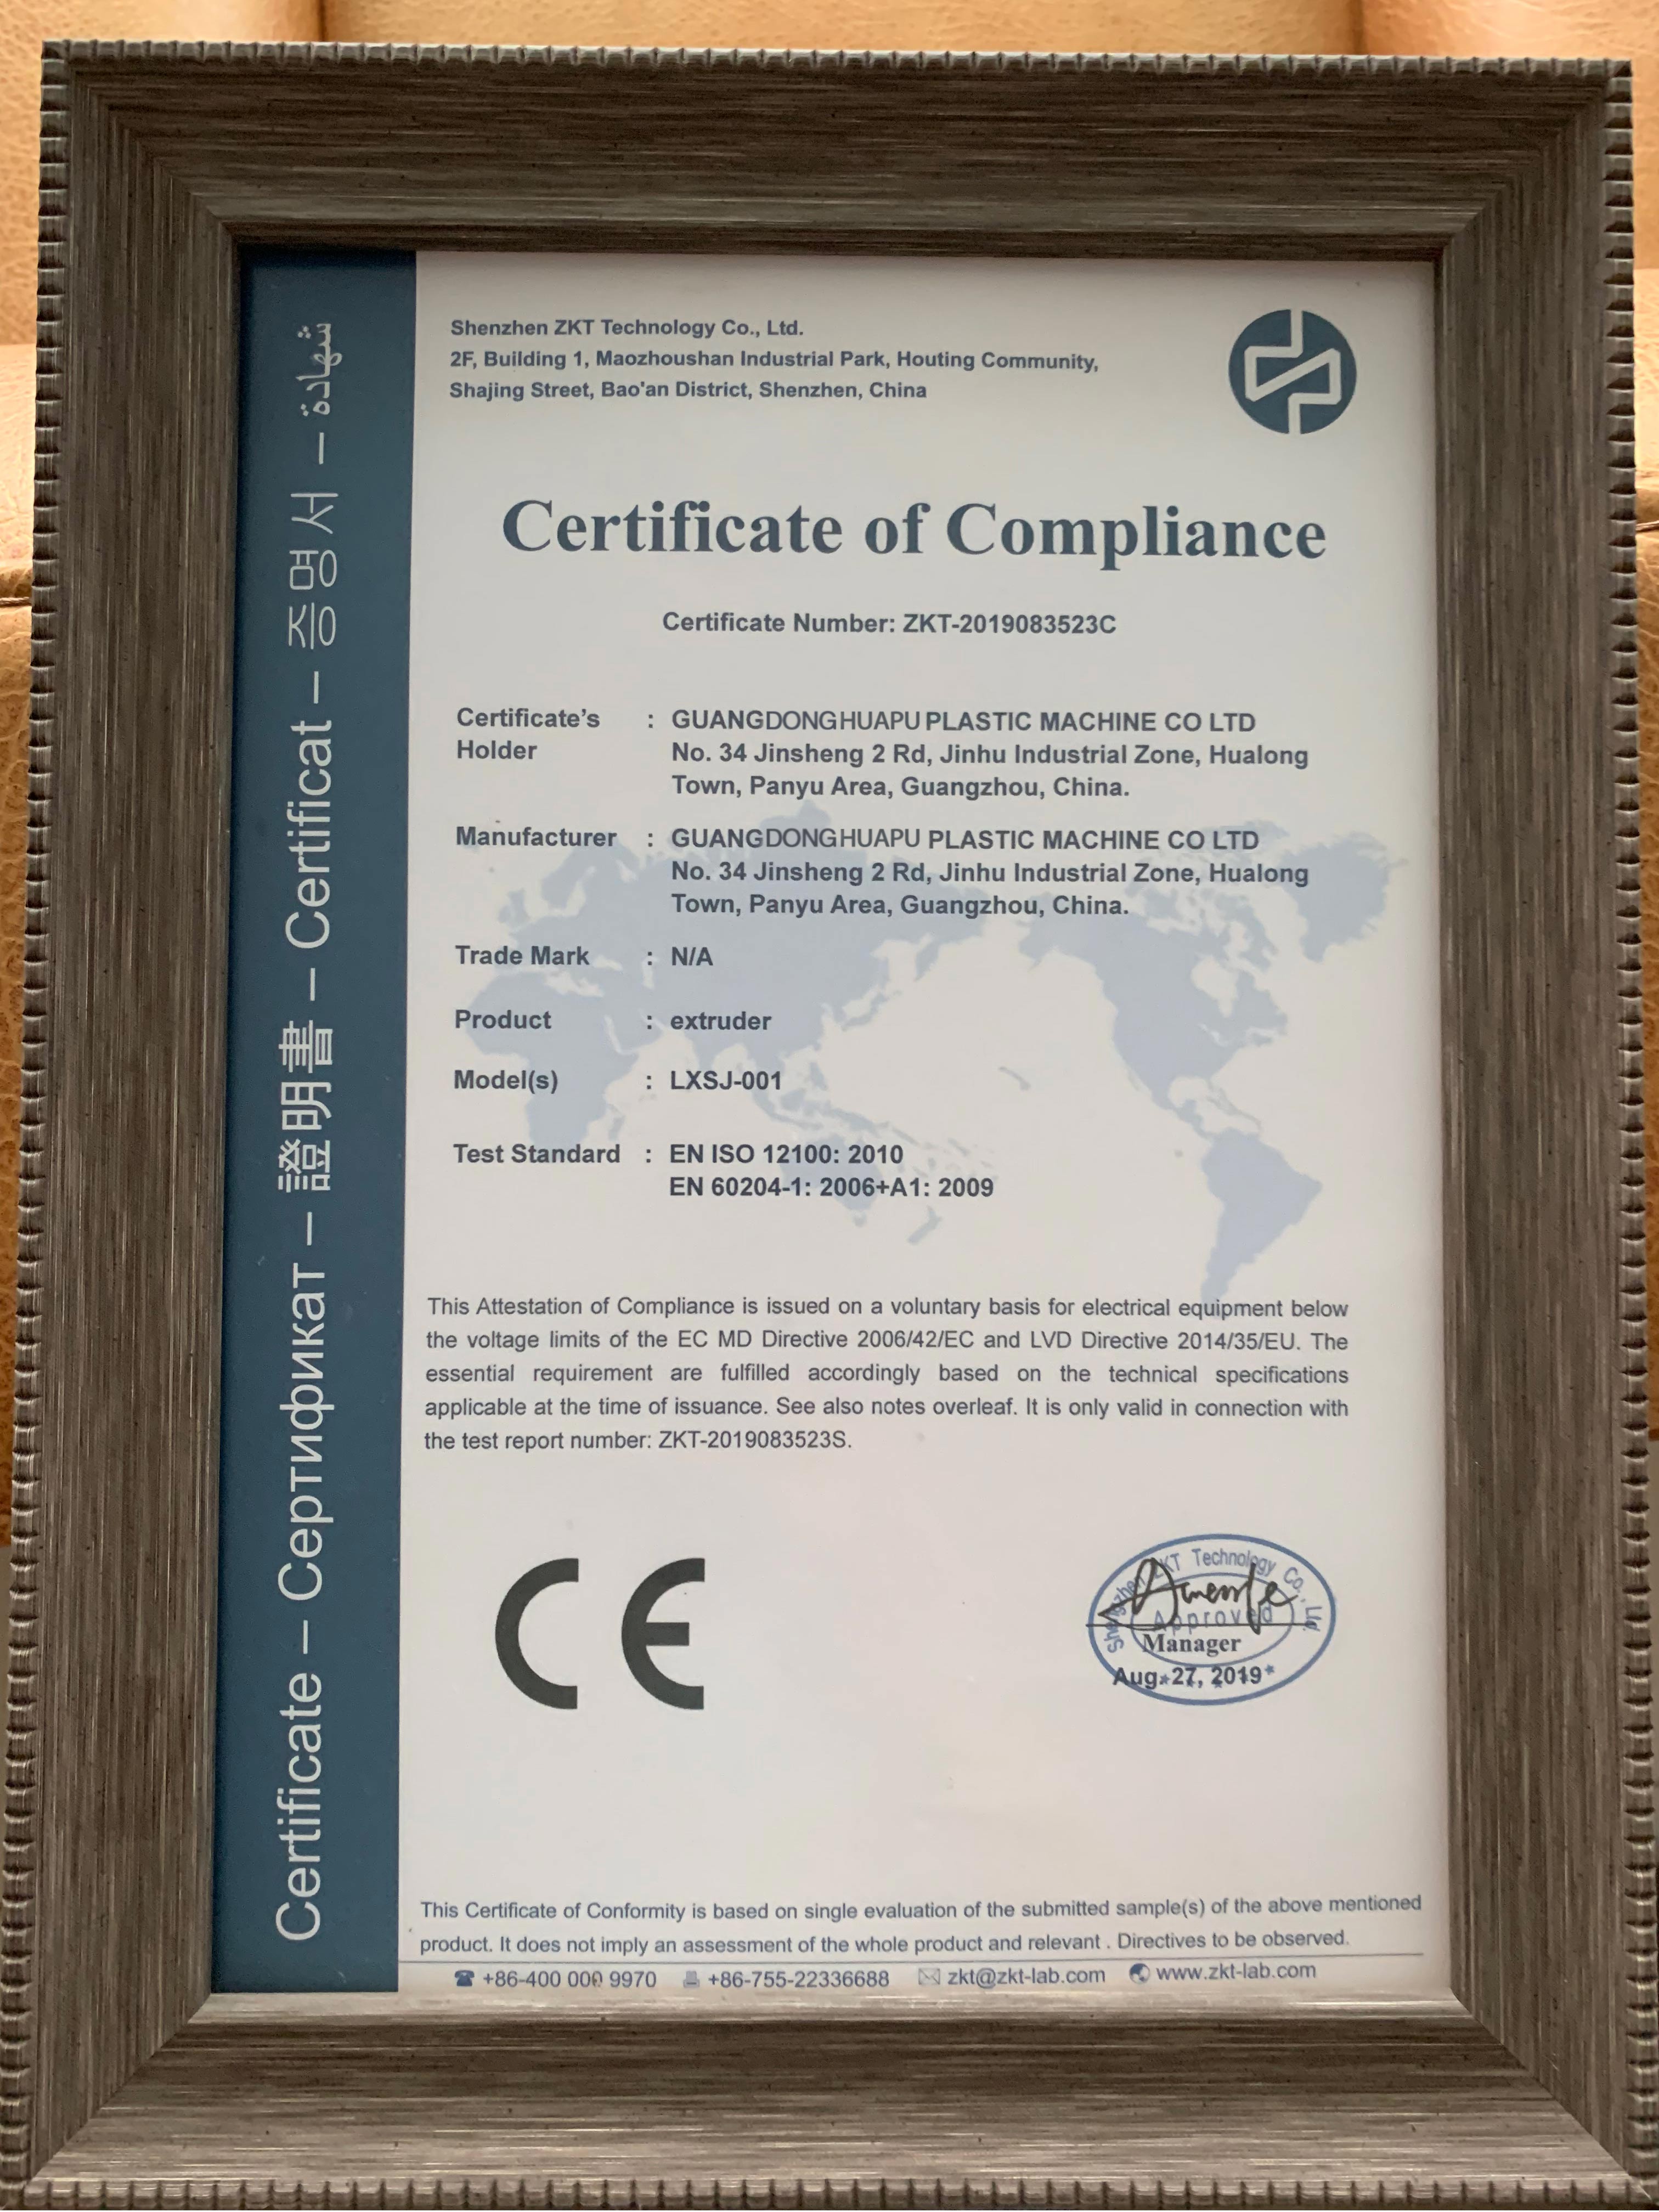 Shenzhen ZKT Technology Co., Ltd.
2F, Building 1, Maozhoushan Industrial Park, Houting Community,
Shajing Street, Bao'an District, Shenzhen, China
Certificate of Compliance
Certificate Number: ZKT-2019083523C
Certificate's Holder : GUANGDONGHUAPU PLASTIC MACHINE CO LTD
No. 34 Jinsheng 2 Rd, Jinhu Industrial Zone, Hualong
Town, Panyu Area, Guangzhou, China.
Manufacturer : GUANGDONGHUAPU PLASTIC MACHINE CO LTD
No. 34 Jinsheng 2 Rd, Jinhu Industrial Zone, Hualong
Town, Panyu Area, Guangzhou, China.
Trade Mark : N/A
Product : extruder
Model(s) : LXSJ-001
Test Standard : EN ISO 12100: 2010
EN 60204-1: 2006+A1: 2009
This Attestation of Compliance is issued on a voluntary basis for electrical equipment below
the voltage limits of the EC MD Directive 2006/42/EC and LVD Directive 2014/35/EU. The
essential requirement are fulfilled accordingly based on the technical specifications
applicable at the time of issuance. See also notes overleaf. It is only valid in connection with
the test report number: ZKT-2019083523S.
CE
Shengzhen ZKT Technology Co., Ltd.
Approved
Manager
Aug. 27, 2019
This Certificate of Conformity is based on single evaluation of the submitted sample(s) of the above mentioned
product. It does not imply an assessment of the whole product and relevant . Directives to be observed.
+86-400 000 9970 +86-755-22336688 zkt@zkt-lab.com www.zkt-lab.com
Certificate – Сертификат – 證明書 – Certificat – 증명서 – شهادة